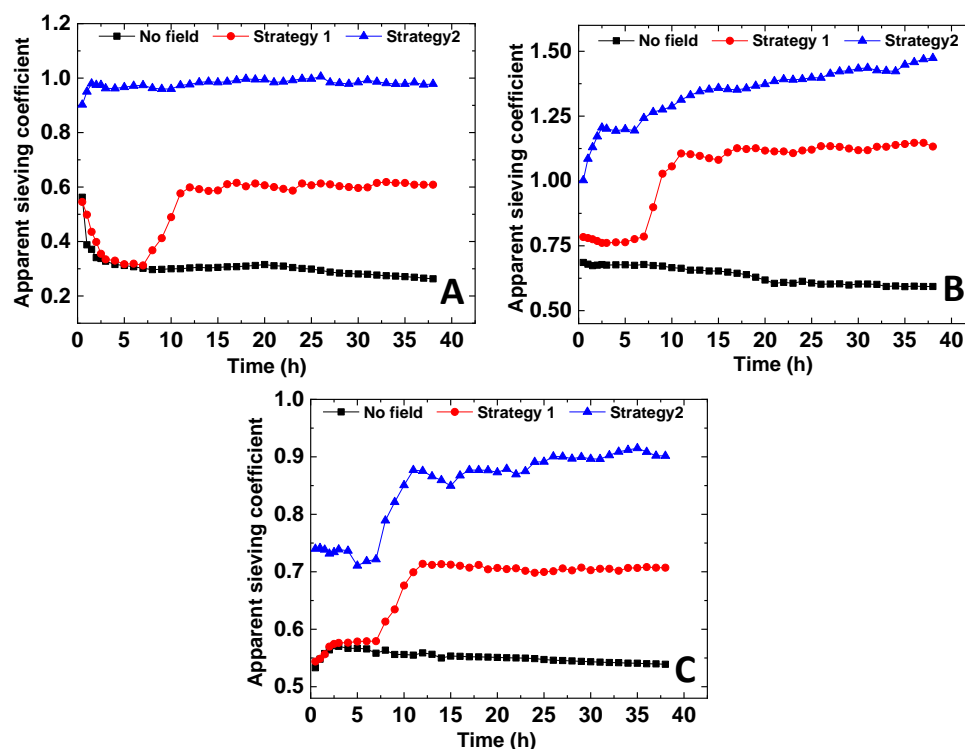 No field Strategy 1 Strategy2
Apparent sieving coefficient
1.2
1.0
0.8
0.6
0.4
0.2
0.0
0 5 10 15 20 25 30 35 40
Time (h)
A
No field Strategy 1 Strategy2
Apparent sieving coefficient
1.50
1.25
1.00
0.75
0.50
0 5 10 15 20 25 30 35 40
Time (h)
B
No field Strategy 1 Strategy2
Apparent sieving coefficient
1.0
0.9
0.8
0.7
0.6
0.5
0 5 10 15 20 25 30 35 40
Time (h)
C